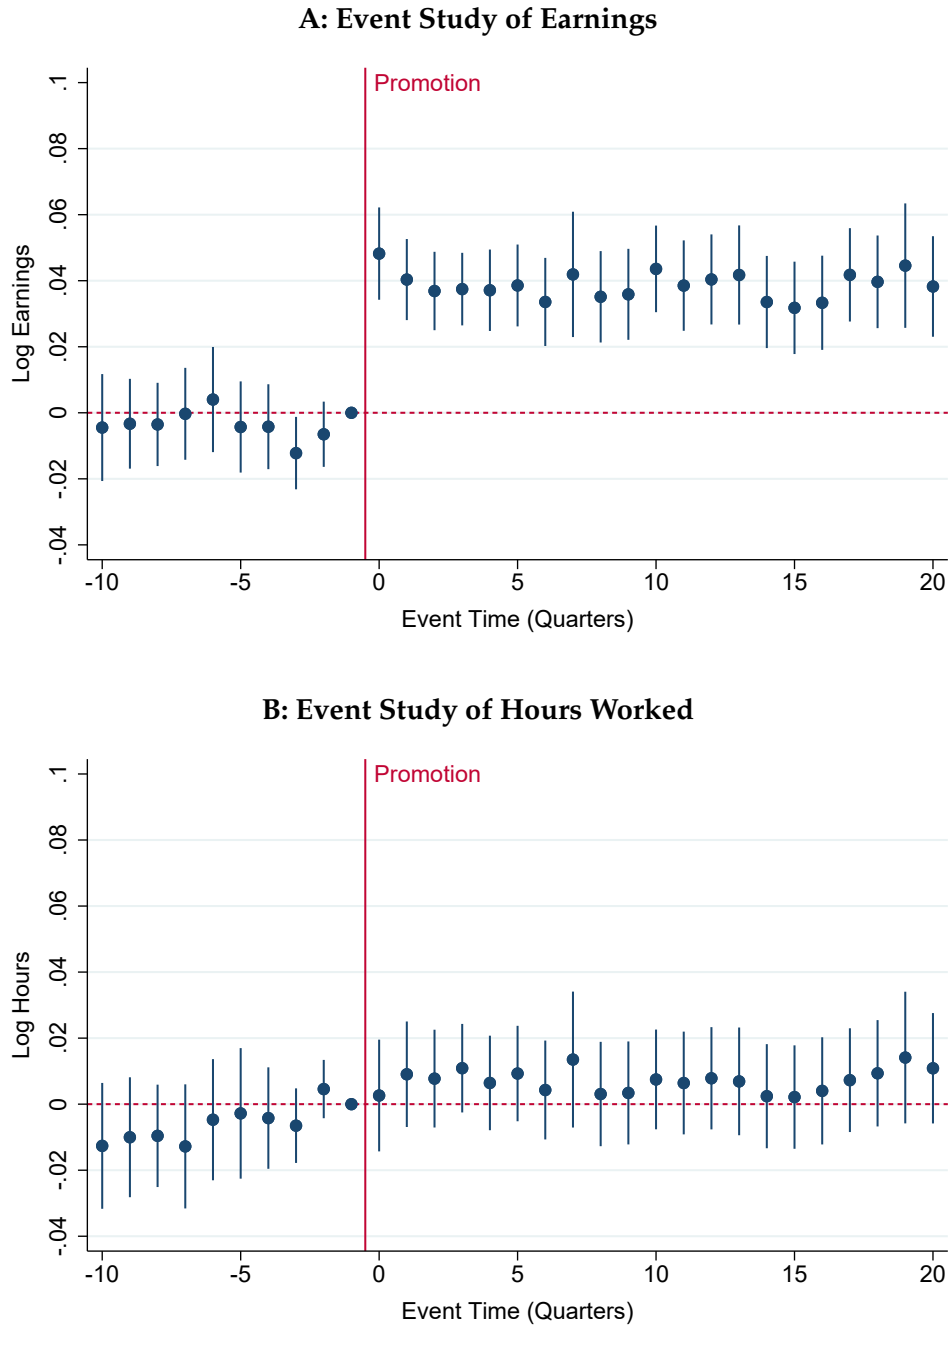 A: Event Study of Earnings
Promotion
.1
.08
.06
.04
.02
0
-.02
-.04
Log Earnings
-10 -5 0 5 10 15 20
Event Time (Quarters)
B: Event Study of Hours Worked
Promotion
.1
.08
.06
.04
.02
0
-.02
-.04
Log Hours
-10 -5 0 5 10 15 20
Event Time (Quarters)